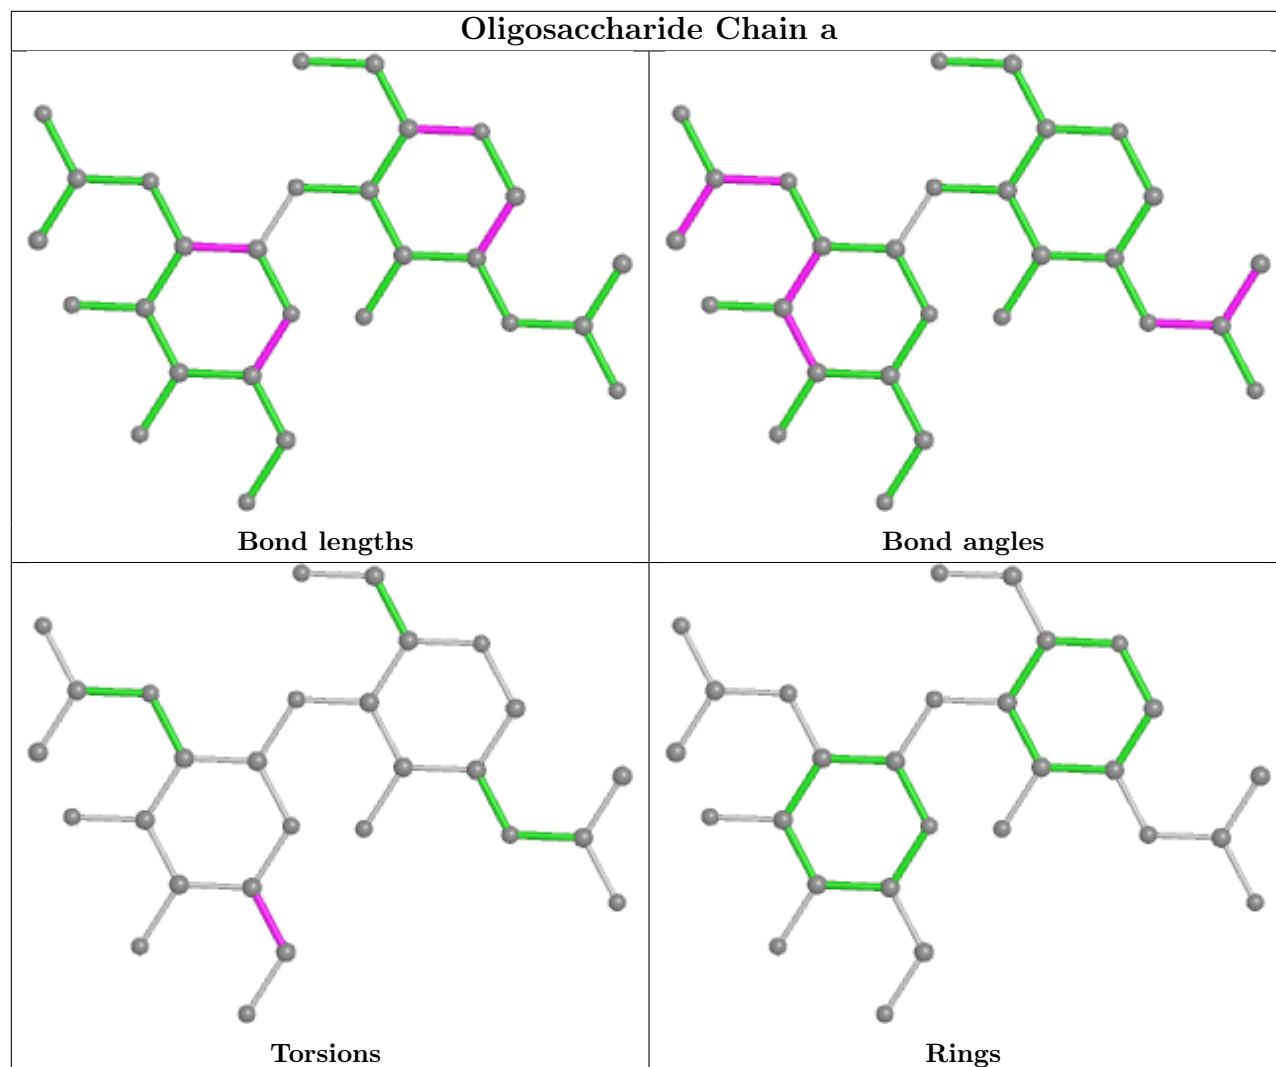 Oligosaccharide Chain a
Bond lengths
Bond angles
Torsions
Rings